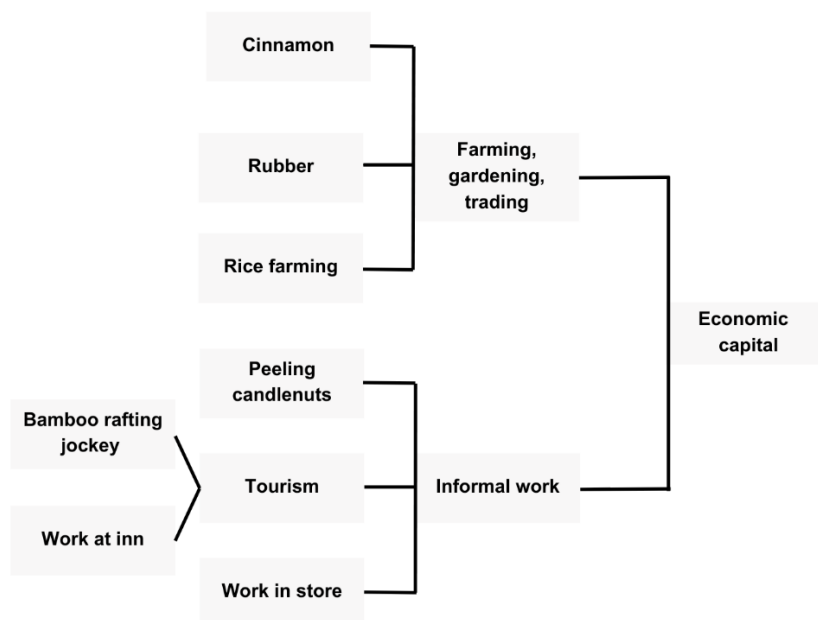 Cinnamon
Rubber
Farming,
gardening,
trading
Rice farming
Economic
capital
Peeling
candlenuts
Bamboo rafting
jockey
Tourism
Informal work
Work at inn
Work in store